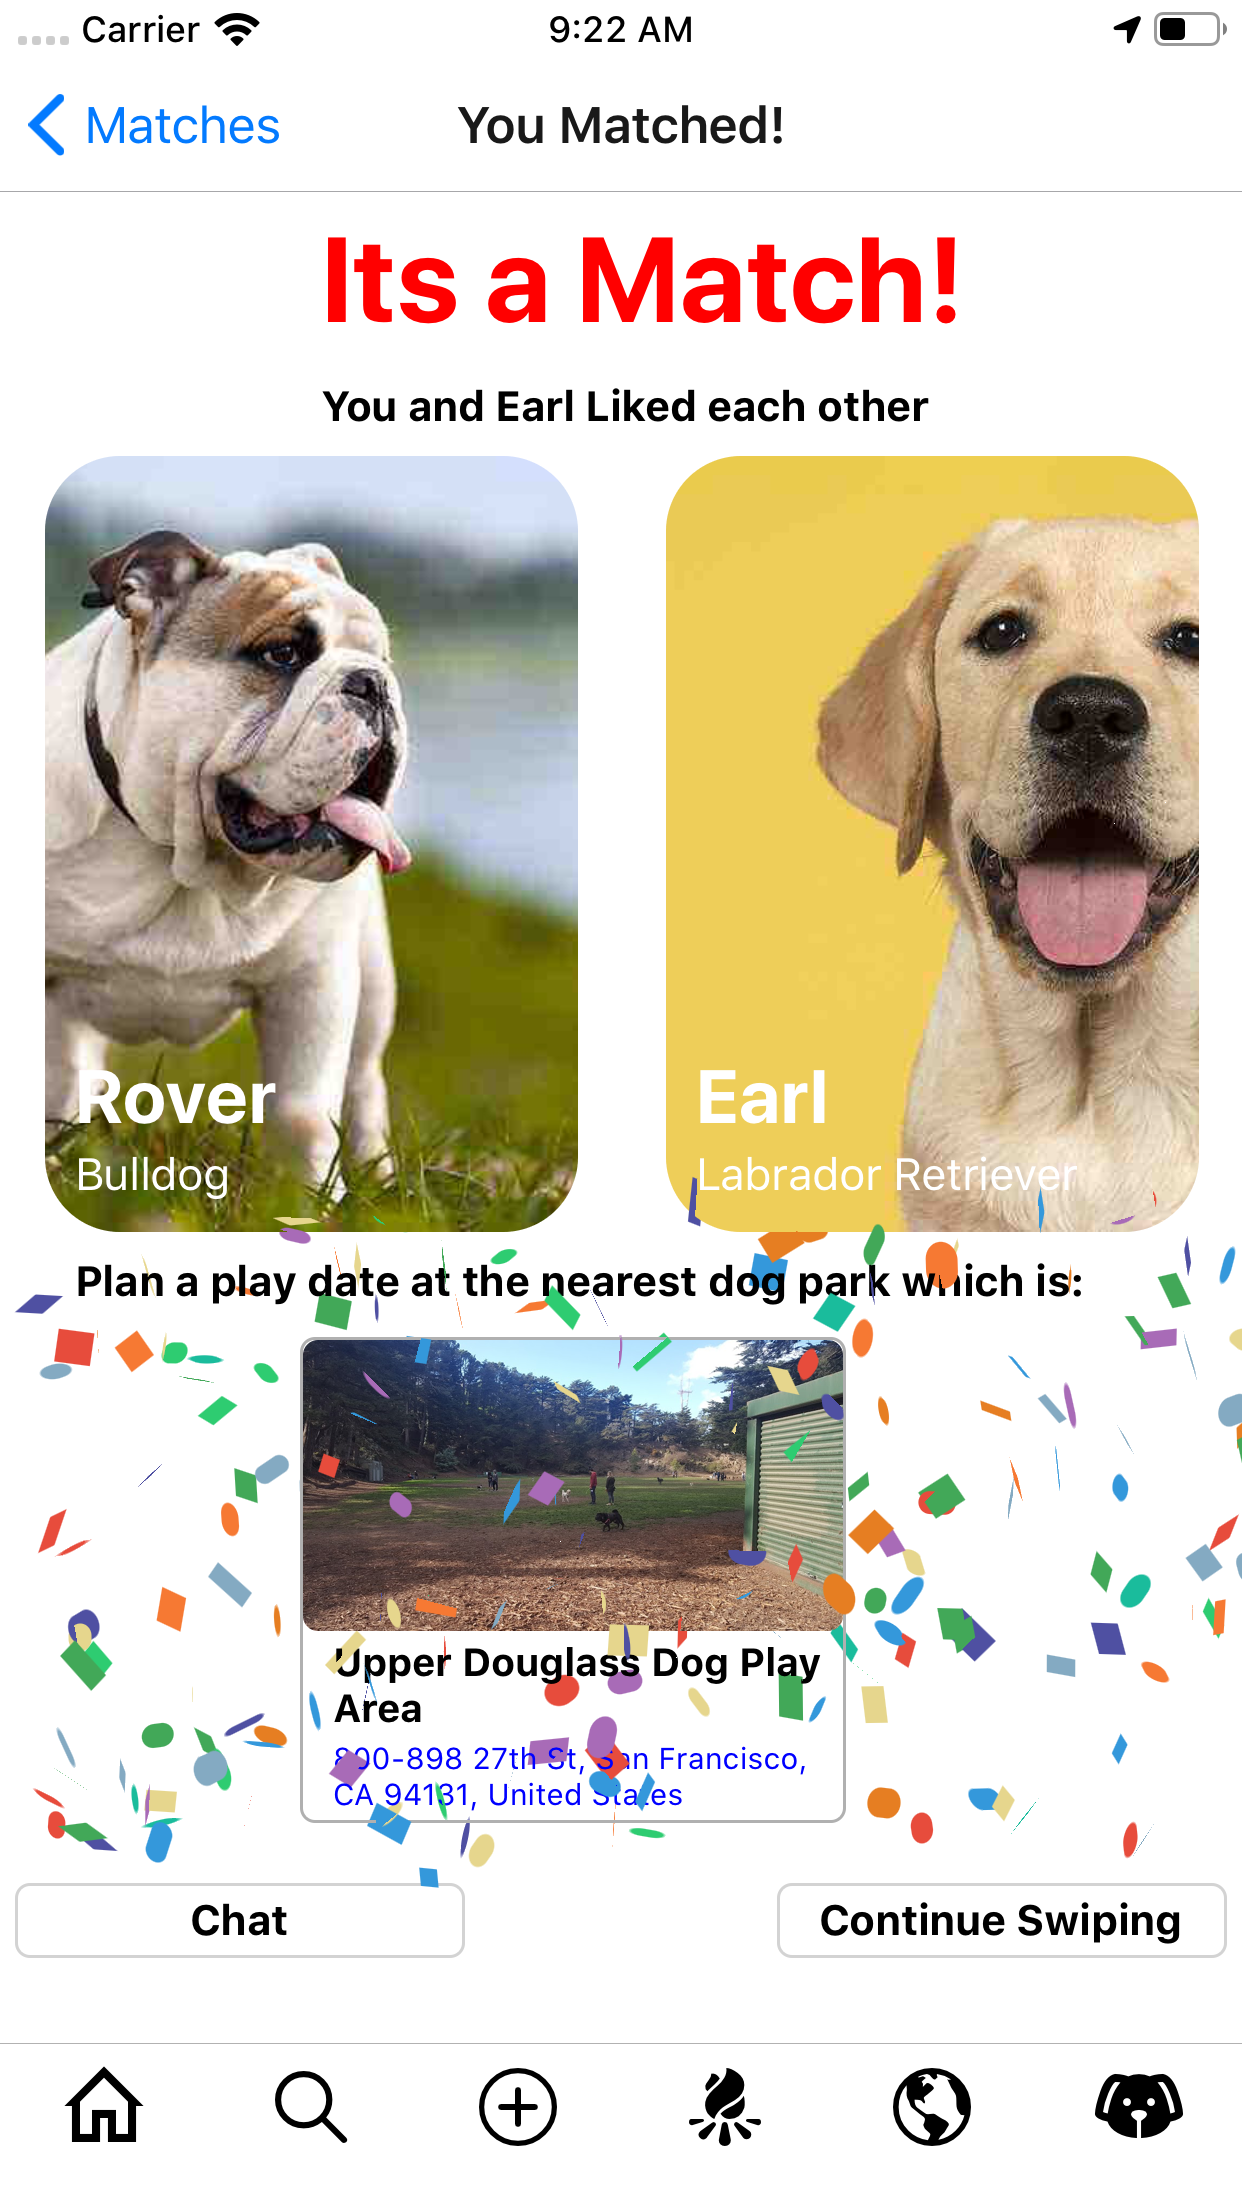 Carrier 9:22 AM
Matches You Matched!
Its a Match!
You and Earl Liked each other
Rover
Bulldog
Earl
Labrador Retriever
Plan a play date at the nearest dog park which is:
Upper Douglass Dog Play
Area
800-898 27th St, San Francisco,
CA 94131, United States
Chat
Continue Swiping